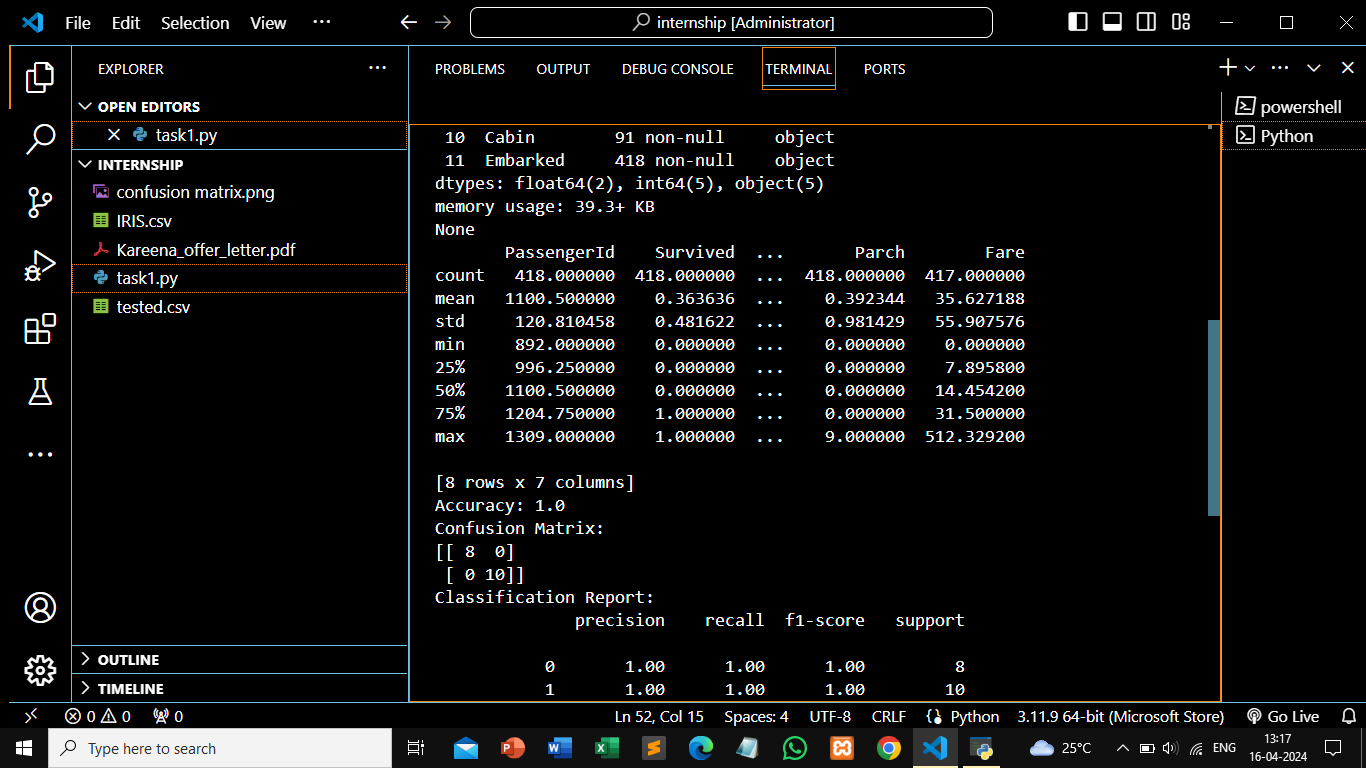 File Edit Selection View ···
internship [Administrator]
EXPLORER ···
OPEN EDITORS
task1.py
INTERNSHIP
confusion matrix.png
IRIS.csv
Kareena_offer_letter.pdf
task1.py
tested.csv
OUTLINE
TIMELINE
PROBLEMS OUTPUT DEBUG CONSOLE TERMINAL PORTS
10 Cabin 91 non-null object
11 Embarked 418 non-null object
dtypes: float64(2), int64(5), object(5)
memory usage: 39.3+ KB
None
PassengerId Survived ... Parch Fare
count 418.000000 418.000000 ... 418.000000 417.000000
mean 1100.500000 0.363636 ... 0.392344 35.627188
std 120.810458 0.481622 ... 0.981429 55.907576
min 892.000000 0.000000 ... 0.000000 0.000000
25% 996.250000 0.000000 ... 0.000000 7.895800
50% 1100.500000 0.000000 ... 0.000000 14.454200
75% 1204.750000 1.000000 ... 0.000000 31.500000
max 1309.000000 1.000000 ... 9.000000 512.329200
[8 rows x 7 columns]
Accuracy: 1.0
Confusion Matrix:
[[ 8 0]
[ 0 10]]
Classification Report:
precision recall f1-score support
0 1.00 1.00 1.00 8
1 1.00 1.00 1.00 10
powershell
Python
0 0 0 Ln 52, Col 15 Spaces: 4 UTF-8 CRLF Python 3.11.9 64-bit (Microsoft Store) Go Live
Type here to search 25°C ENG 13:17
16-04-2024